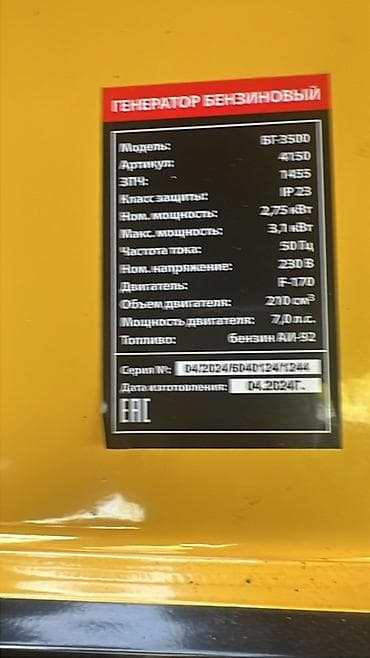 ГЕНЕРАТОР БЕНЗИНОВЫЙ
Модель: БГ-3500
Артикул: 4150
ЗПЧ: 1455
Класс защиты: IP 23
Ном. мощность: 2,75 кВт
Макс. мощность: 3,1 кВт
Частота тока: 50 Гц
Ном. напряжение: 230 В
Двигатель: F-170
Объем двигателя: 210 см³
Мощность двигателя: 7,0 л.с.
Топливо: бензин АИ-92
Серия №: 04/2024/6040124/1244
Дата изготовления: 04.2024Г.
EAC